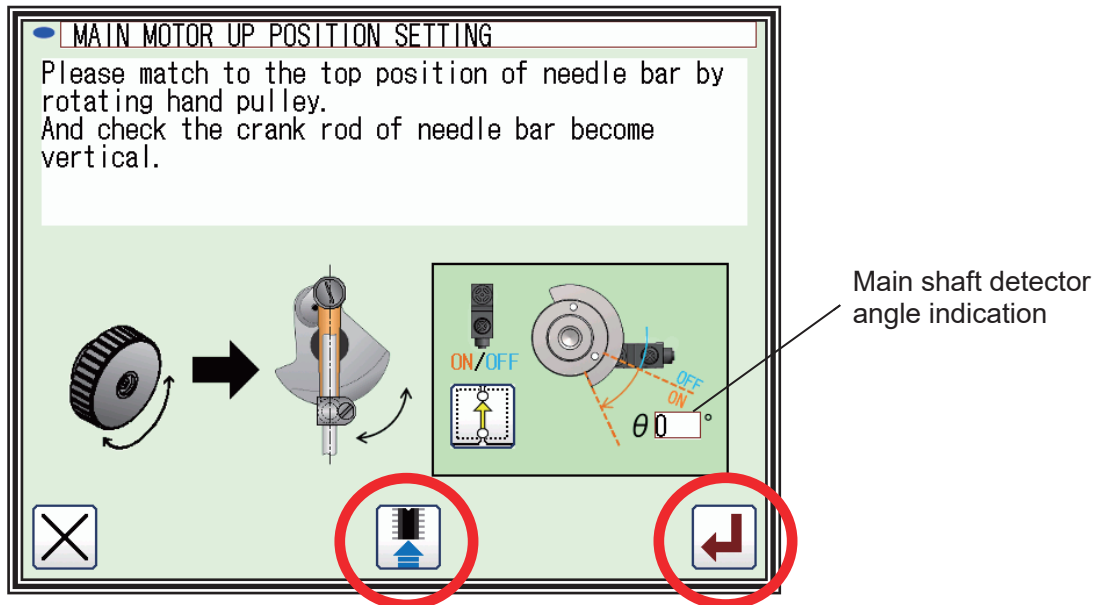 MAIN MOTOR UP POSITION SETTING
Please match to the top position of needle bar by
rotating hand pulley.
And check the crank rod of needle bar become
vertical.
ON/OFF
OFF
ON
θ 0 °
Main shaft detector
angle indication